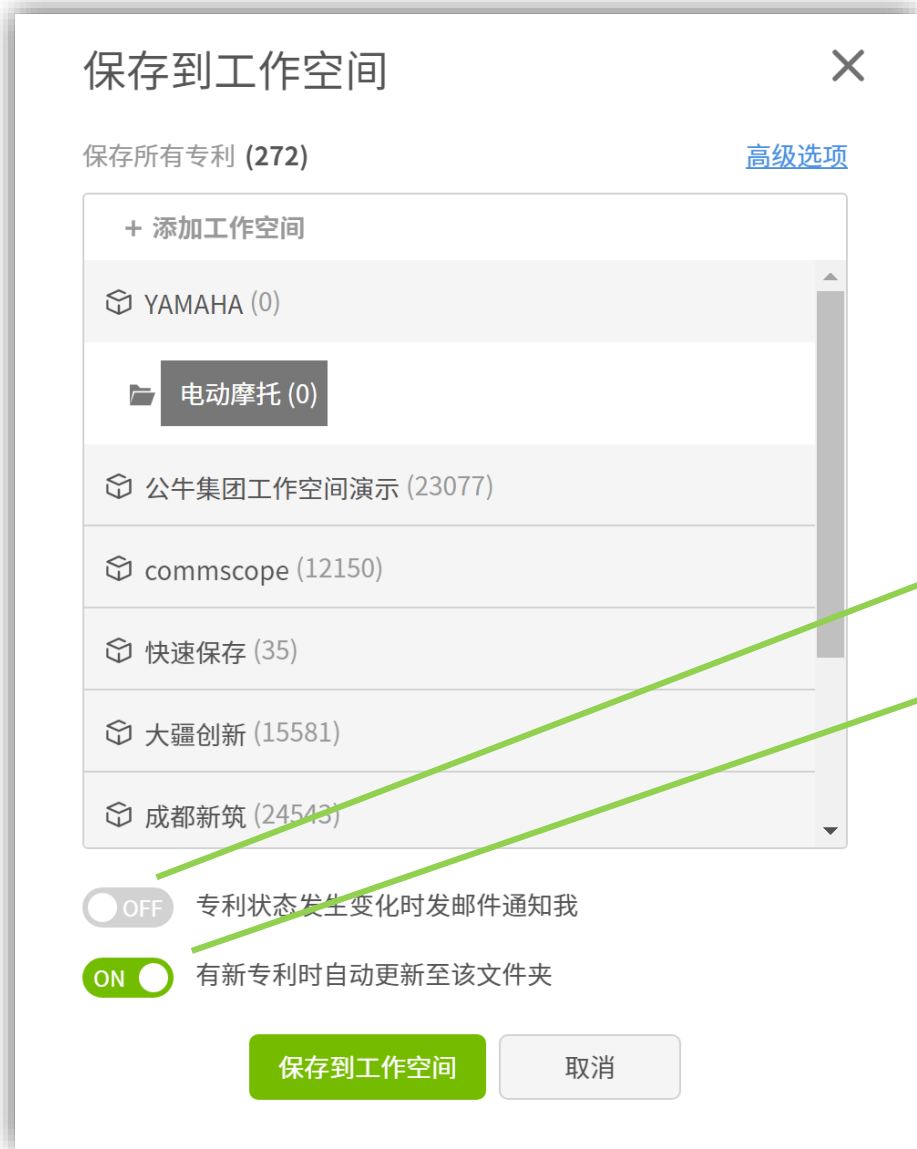 保存到工作空间
保存所有专利 (272) 高级选项
+ 添加工作空间
YAMAHA (0)
电动摩托 (0)
公牛集团工作空间演示 (23077)
commscope (12150)
快速保存 (35)
大疆创新 (15581)
成都新筑 (24543)
OFF 专利状态发生变化时发邮件通知我
ON 有新专利时自动更新至该文件夹
保存到工作空间 取消